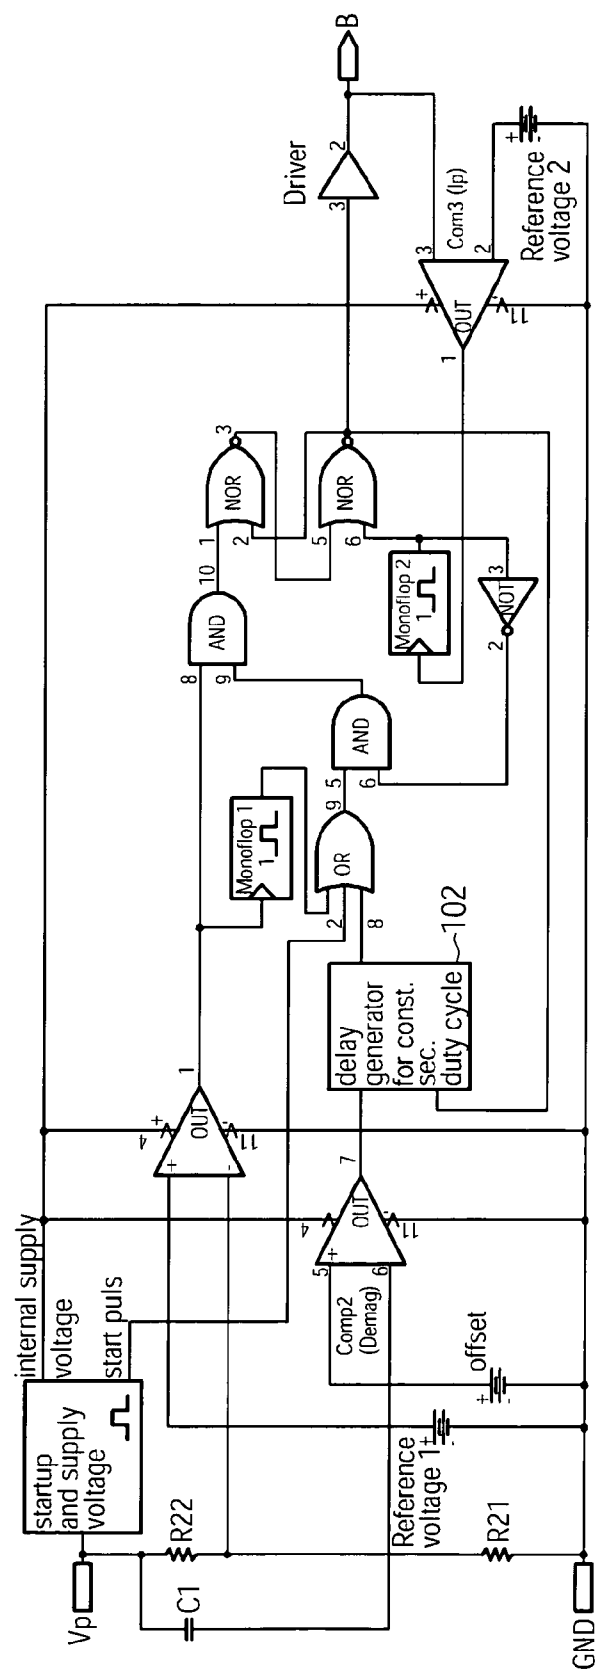 Vp
GND
C1
R22
R21
startup
and supply
voltage
internal supply
voltage
start puls
Reference
voltage 1
+
-
offset
+
-
Comp2
(Demag)
5
6
+
OUT
4
-
11
7
+
-
OUT
4
+
-
11
1
delay
generator
for const.
sec.
duty cycle
102
Monoflop 1
1
2
8
OR
9
5
6
AND
8
9
AND
10
1
2
NOR
3
5
6
NOR
Monoflop 2
1
NOT
3
2
1
OUT
+
-
11
3
2
Com3 (Ip)
Reference
voltage 2
+
-
Driver
3
2
B